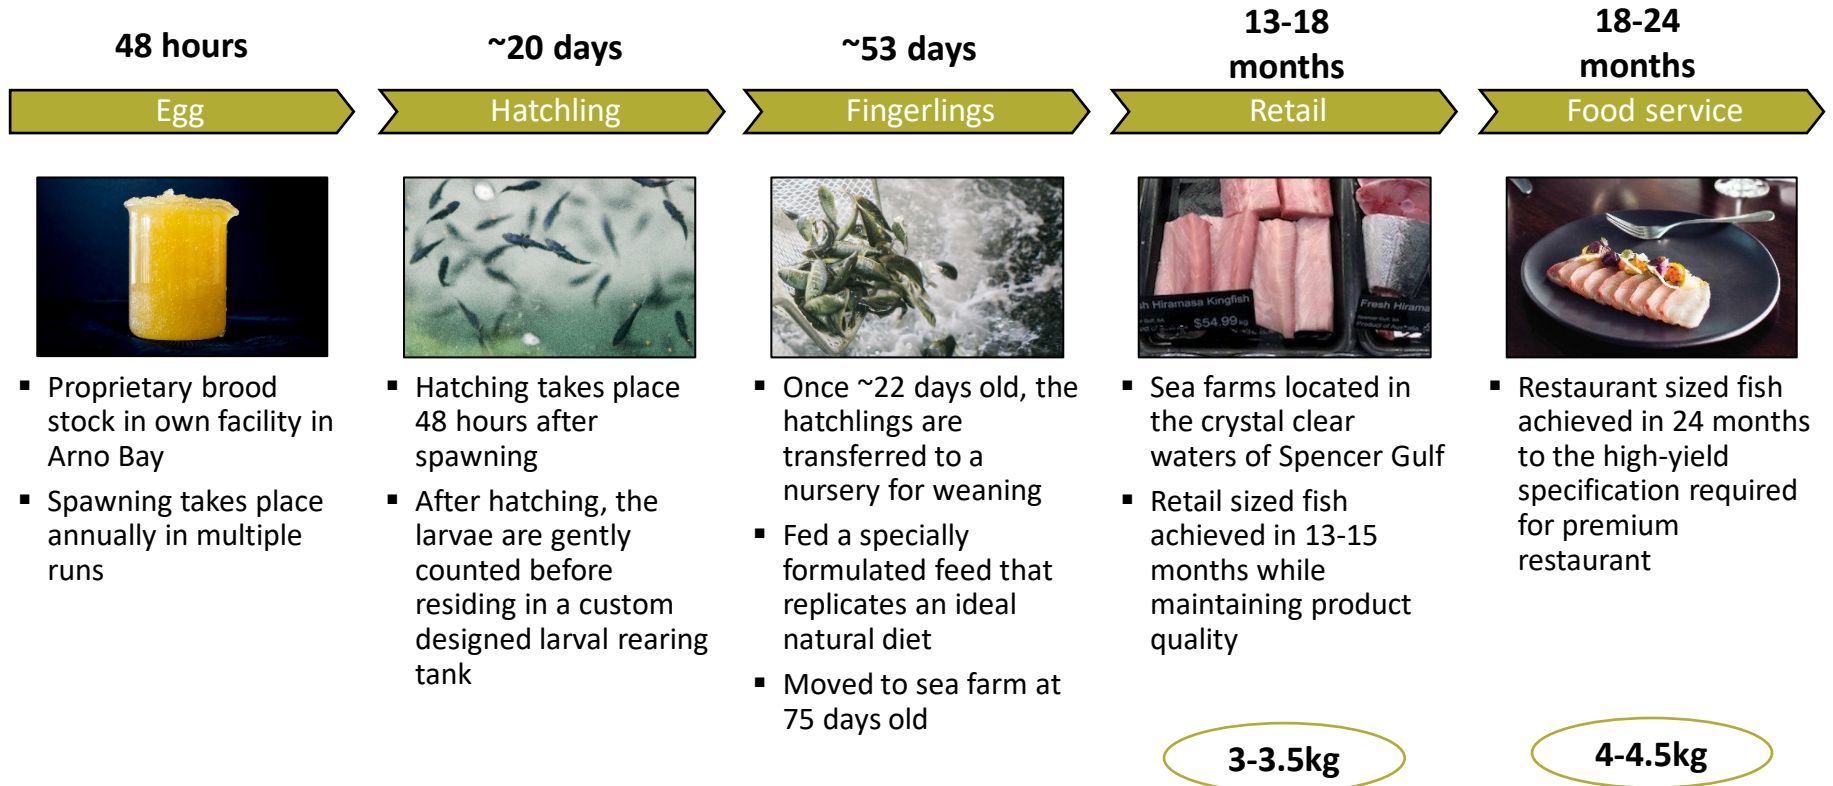 48 hours
Egg
▪ Proprietary brood
stock in own facility in
Arno Bay
▪ Spawning takes place
annually in multiple
runs
~20 days
Hatchling
▪ Hatching takes place
48 hours after
spawning
▪ After hatching, the
larvae are gently
counted before
residing in a custom
designed larval rearing
tank
~53 days
Fingerlings
▪ Once ~22 days old, the
hatchlings are
transferred to a
nursery for weaning
▪ Fed a specially
formulated feed that
replicates an ideal
natural diet
▪ Moved to sea farm at
75 days old
13-18
months
Retail
sh Hiramasa Kingfish
$54.99 kg
Fresh Hirama
Product of Australia
▪ Sea farms located in
the crystal clear
waters of Spencer Gulf
▪ Retail sized fish
achieved in 13-15
months while
maintaining product
quality
3-3.5kg
18-24
months
Food service
▪ Restaurant sized fish
achieved in 24 months
to the high-yield
specification required
for premium
restaurant
4-4.5kg